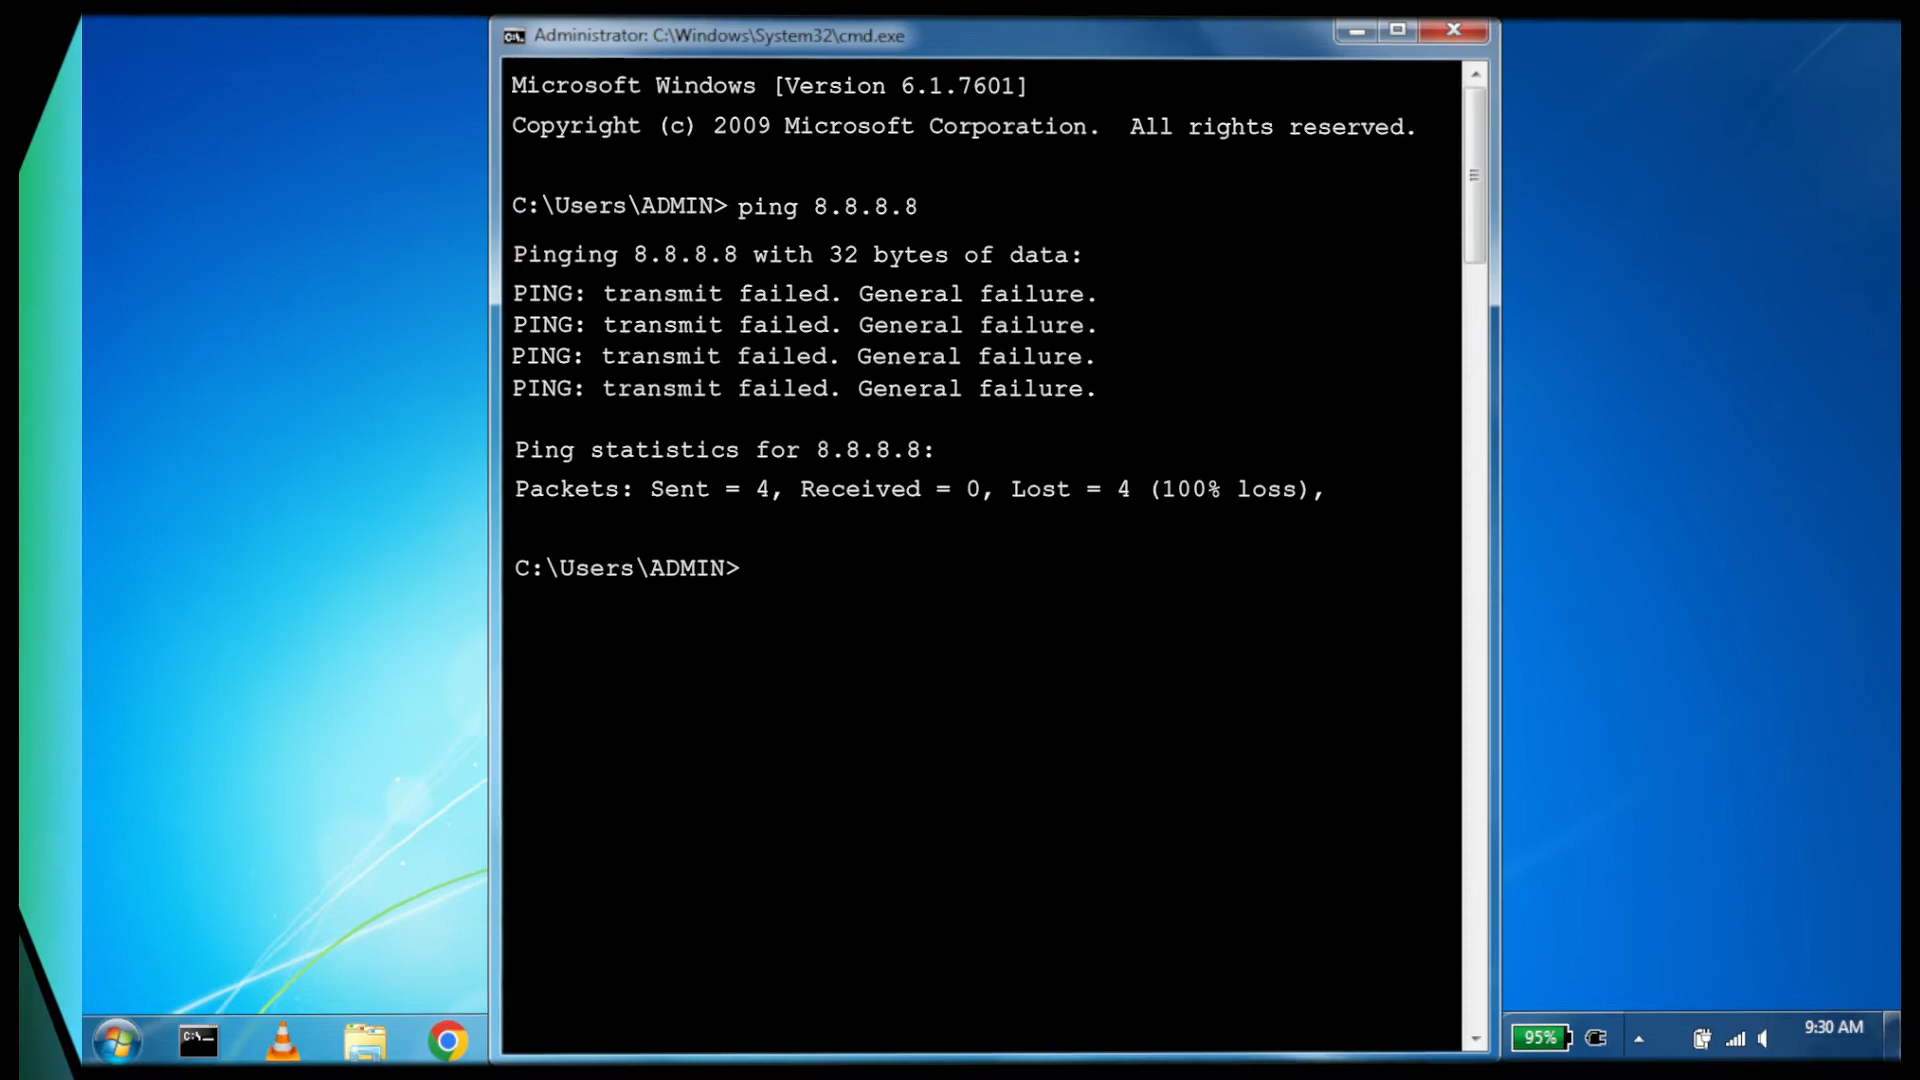 Administrator: C:\Windows\System32\cmd.exe
Microsoft Windows [Version 6.1.7601]
Copyright (c) 2009 Microsoft Corporation.  All rights reserved.
C:\Users\ADMIN> ping 8.8.8.8
Pinging 8.8.8.8 with 32 bytes of data:
PING: transmit failed. General failure.
PING: transmit failed. General failure.
PING: transmit failed. General failure.
PING: transmit failed. General failure.
Ping statistics for 8.8.8.8:
Packets: Sent = 4, Received = 0, Lost = 4 (100% loss),
C:\Users\ADMIN>
C:\_
95%
9:30 AM